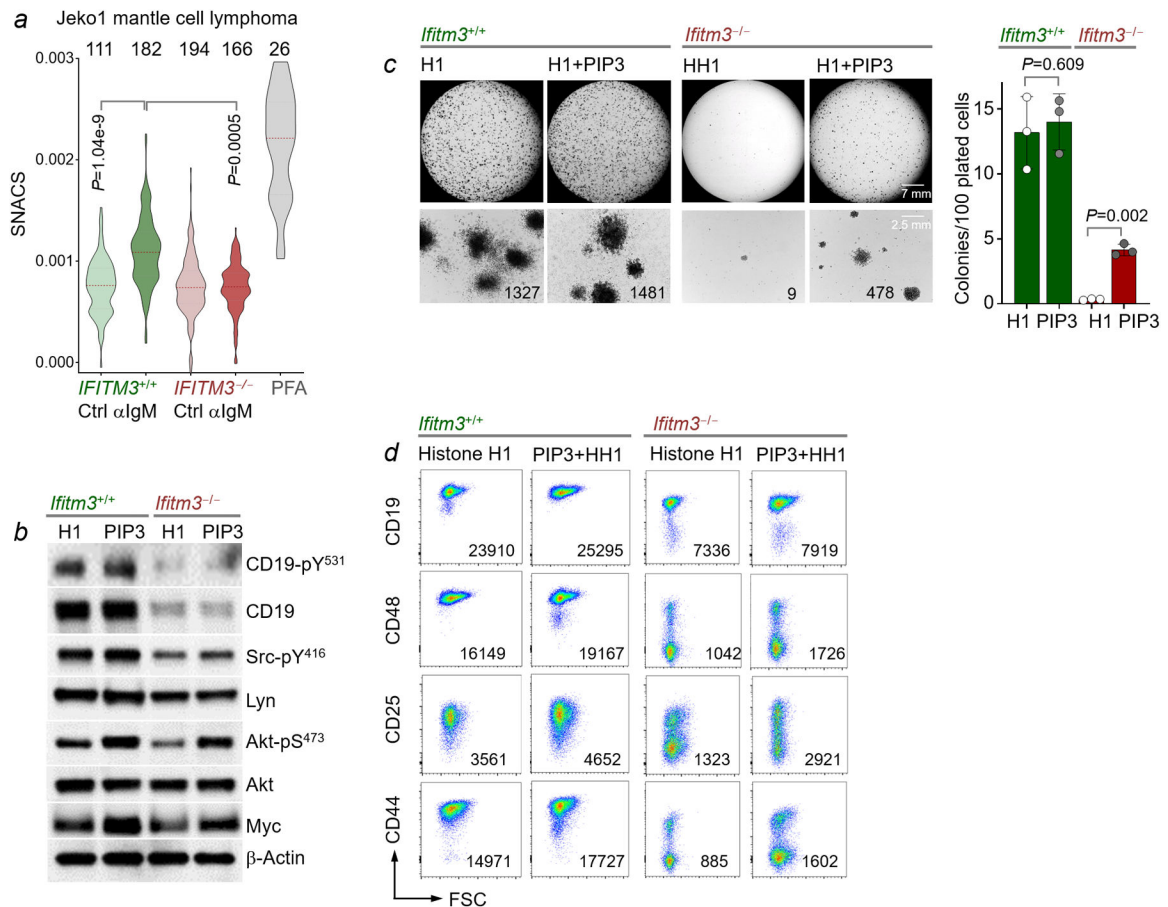 a
Jeko1 mantle cell lymphoma
111 182 194 166 26
0.003
0.002
0.001
0.000
SNACS
P=1.04e-9
P=0.0005
IFITM3+/+ IFITM3−/− PFA
Ctrl αIgM Ctrl αIgM
b
Ifitm3+/+ Ifitm3−/−
H1 PIP3 H1 PIP3
CD19-pY531
CD19
Src-pY416
Lyn
Akt-pS473
Akt
Myc
β-Actin
c
Ifitm3+/+ Ifitm3−/−
H1 H1+PIP3 HH1 H1+PIP3
7 mm
2.5 mm
1327 1481 9 478
Ifitm3+/+ Ifitm3−/−
P=0.609
P=0.002
15
10
5
0
Colonies/100 plated cells
H1 PIP3 H1 PIP3
d
Ifitm3+/+ Ifitm3−/−
Histone H1 PIP3+HH1 Histone H1 PIP3+HH1
CD19
23910 25295 7336 7919
CD48
16149 19167 1042 1726
CD25
3561 4652 1323 2921
CD44
14971 17727 885 1602
FSC